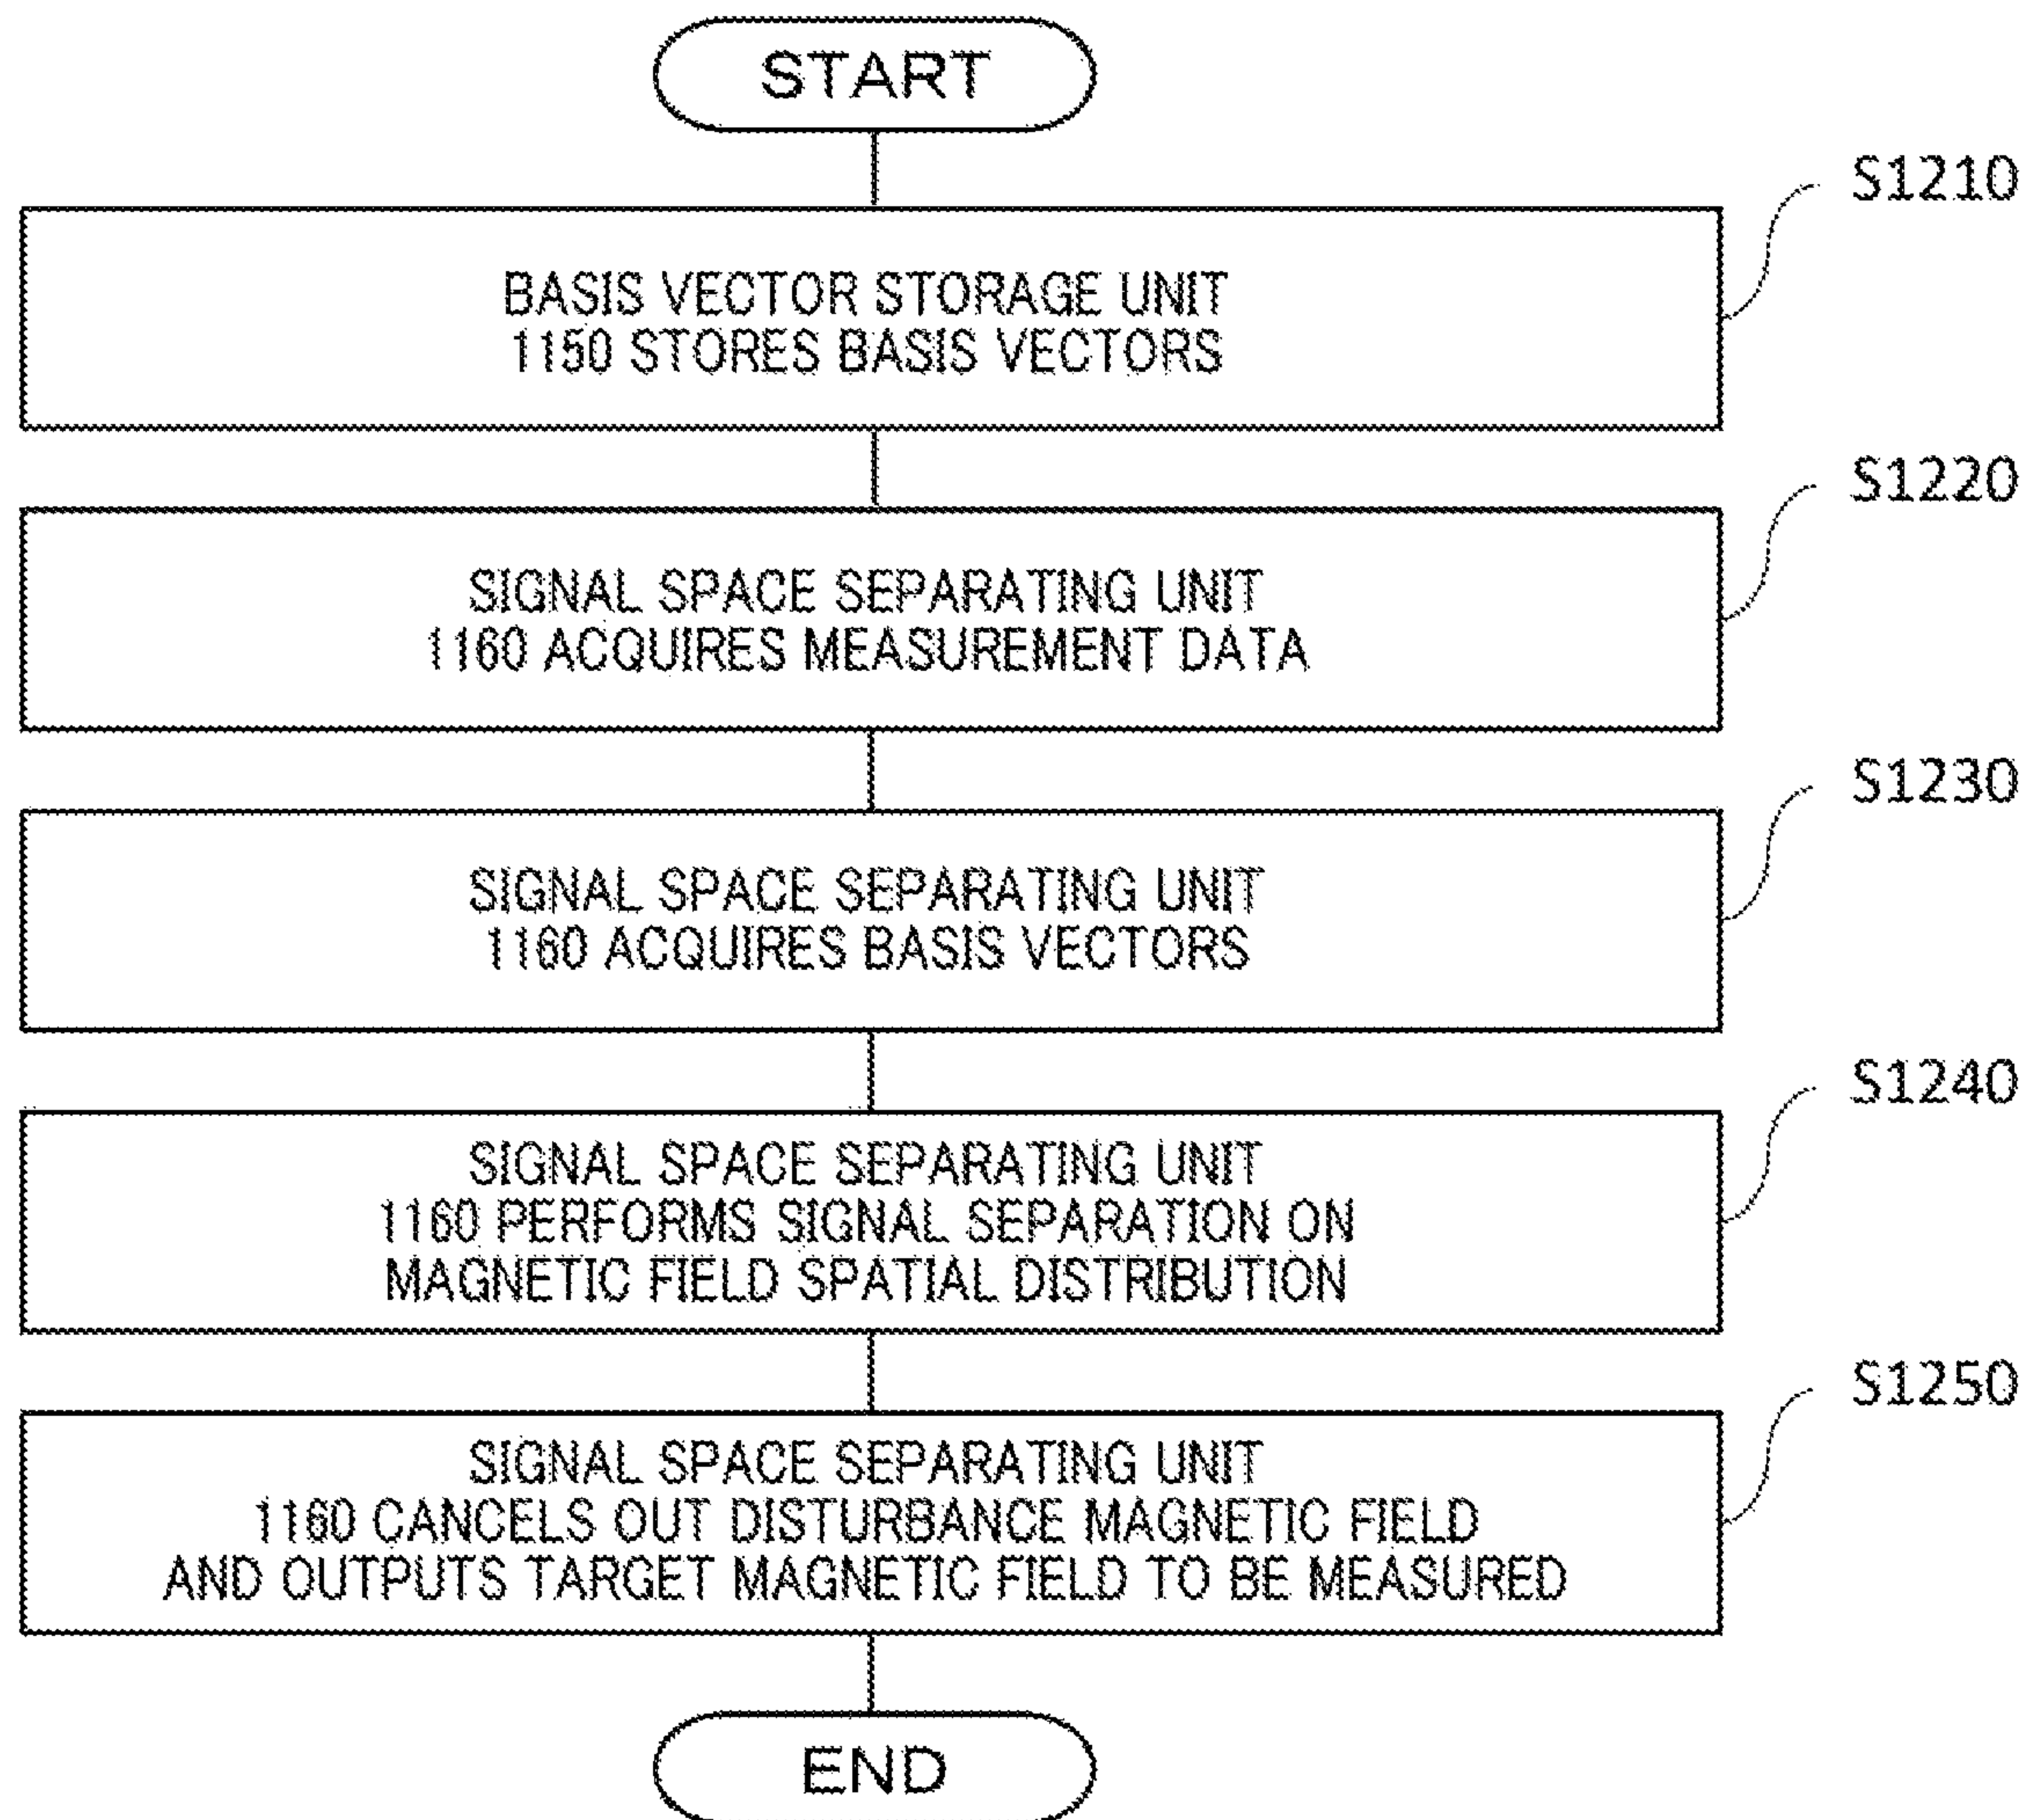 START
S1210
BASIS VECTOR STORAGE UNIT
1150 STORES BASIS VECTORS
S1220
SIGNAL SPACE SEPARATING UNIT
1160 ACQUIRES MEASUREMENT DATA
S1230
SIGNAL SPACE SEPARATING UNIT
1160 ACQUIRES BASIS VECTORS
S1240
SIGNAL SPACE SEPARATING UNIT
1160 PERFORMS SIGNAL SEPARATION ON
MAGNETIC FIELD SPATIAL DISTRIBUTION
S1250
SIGNAL SPACE SEPARATING UNIT
1160 CANCELS OUT DISTURBANCE MAGNETIC FIELD
AND OUTPUTS TARGET MAGNETIC FIELD TO BE MEASURED
END